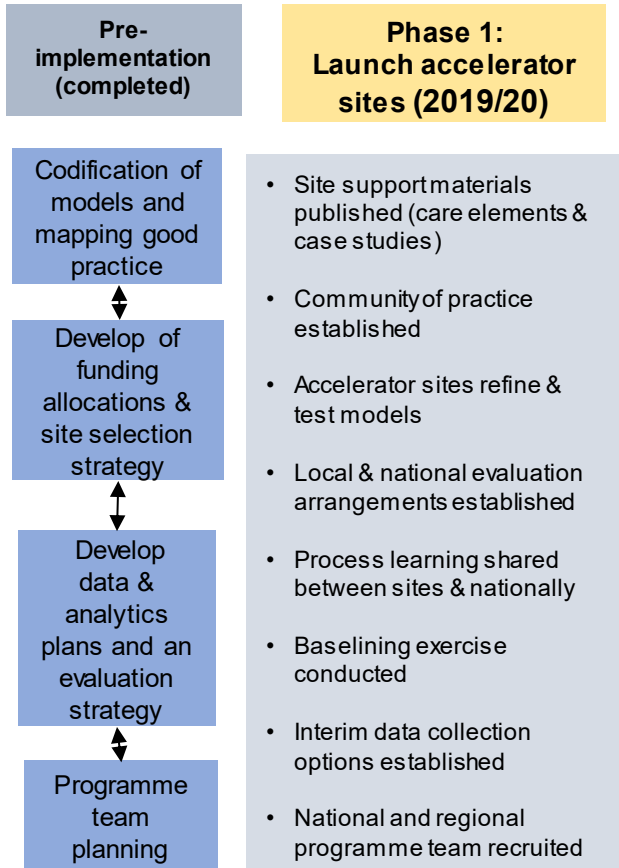 Pre-
implementation
(completed)
Phase 1:
Launch accelerator
sites (2019/20)
Codification of
models and
mapping good
practice
Develop of
funding
allocations &
site selection
strategy
Develop
data &
analytics
plans and an
evaluation
strategy
Programme
team
planning
• Site support materials
published (care elements &
case studies)
• Community of practice
established
• Accelerator sites refine &
test models
• Local & national evaluation
arrangements established
• Process learning shared
between sites & nationally
• Baselining exercise
conducted
• Interim data collection
options established
• National and regional
programme team recruited